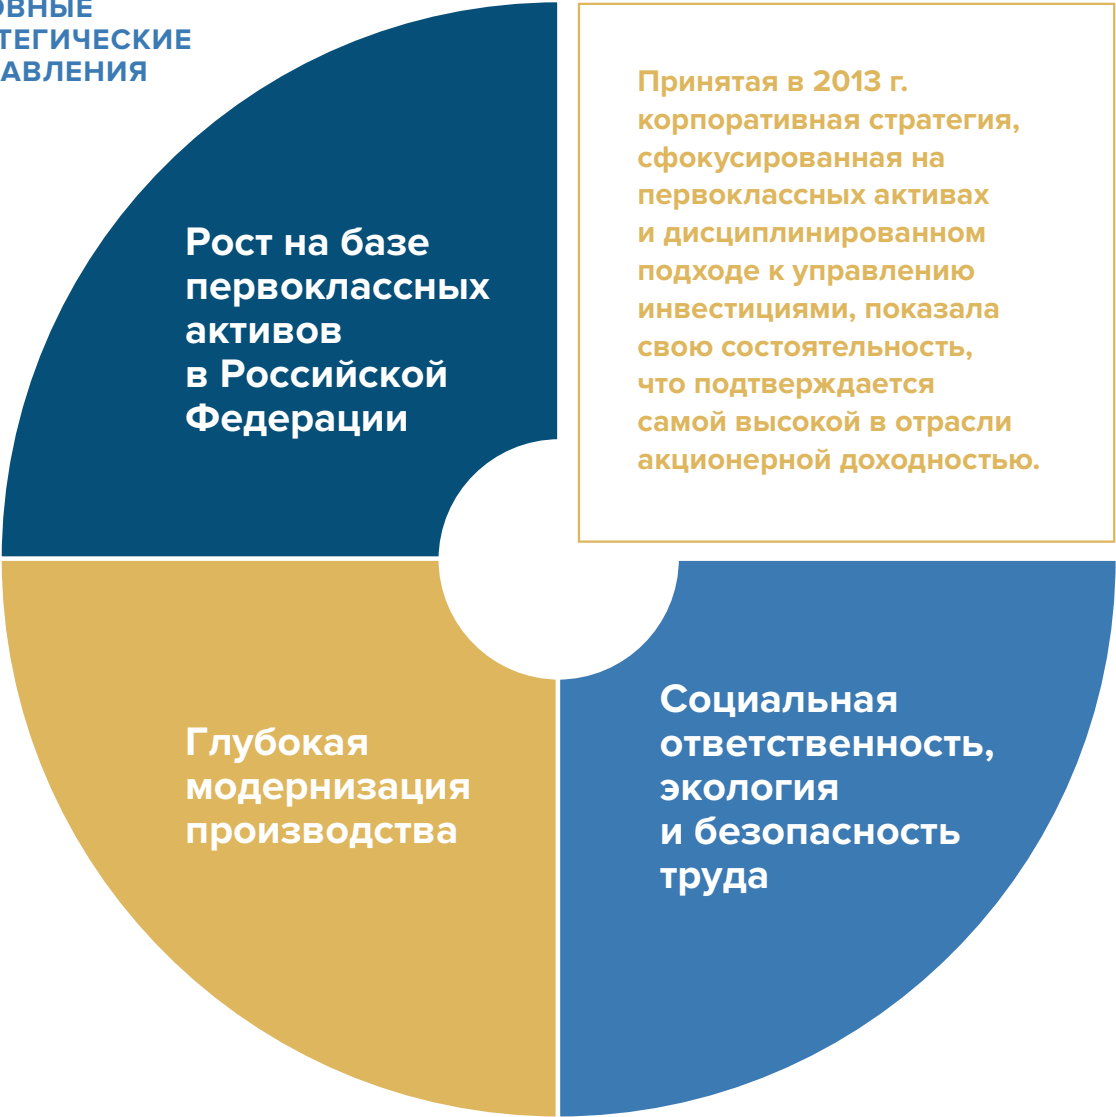 ОВНЫЕ
ТЕГИЧЕСКИЕ
АВЛЕНИЯ
Рост на базе
первоклассных
активов
в Российской
Федерации
Принятая в 2013 г.
корпоративная стратегия,
сфокусированная на
первоклассных активах
и дисциплинированном
подходе к управлению
инвестициями, показала
свою состоятельность,
что подтверждается
самой высокой в отрасли
акционерной доходностью.
Глубокая
модернизация
производства
Социальная
ответственность,
экология
и безопасность
труда